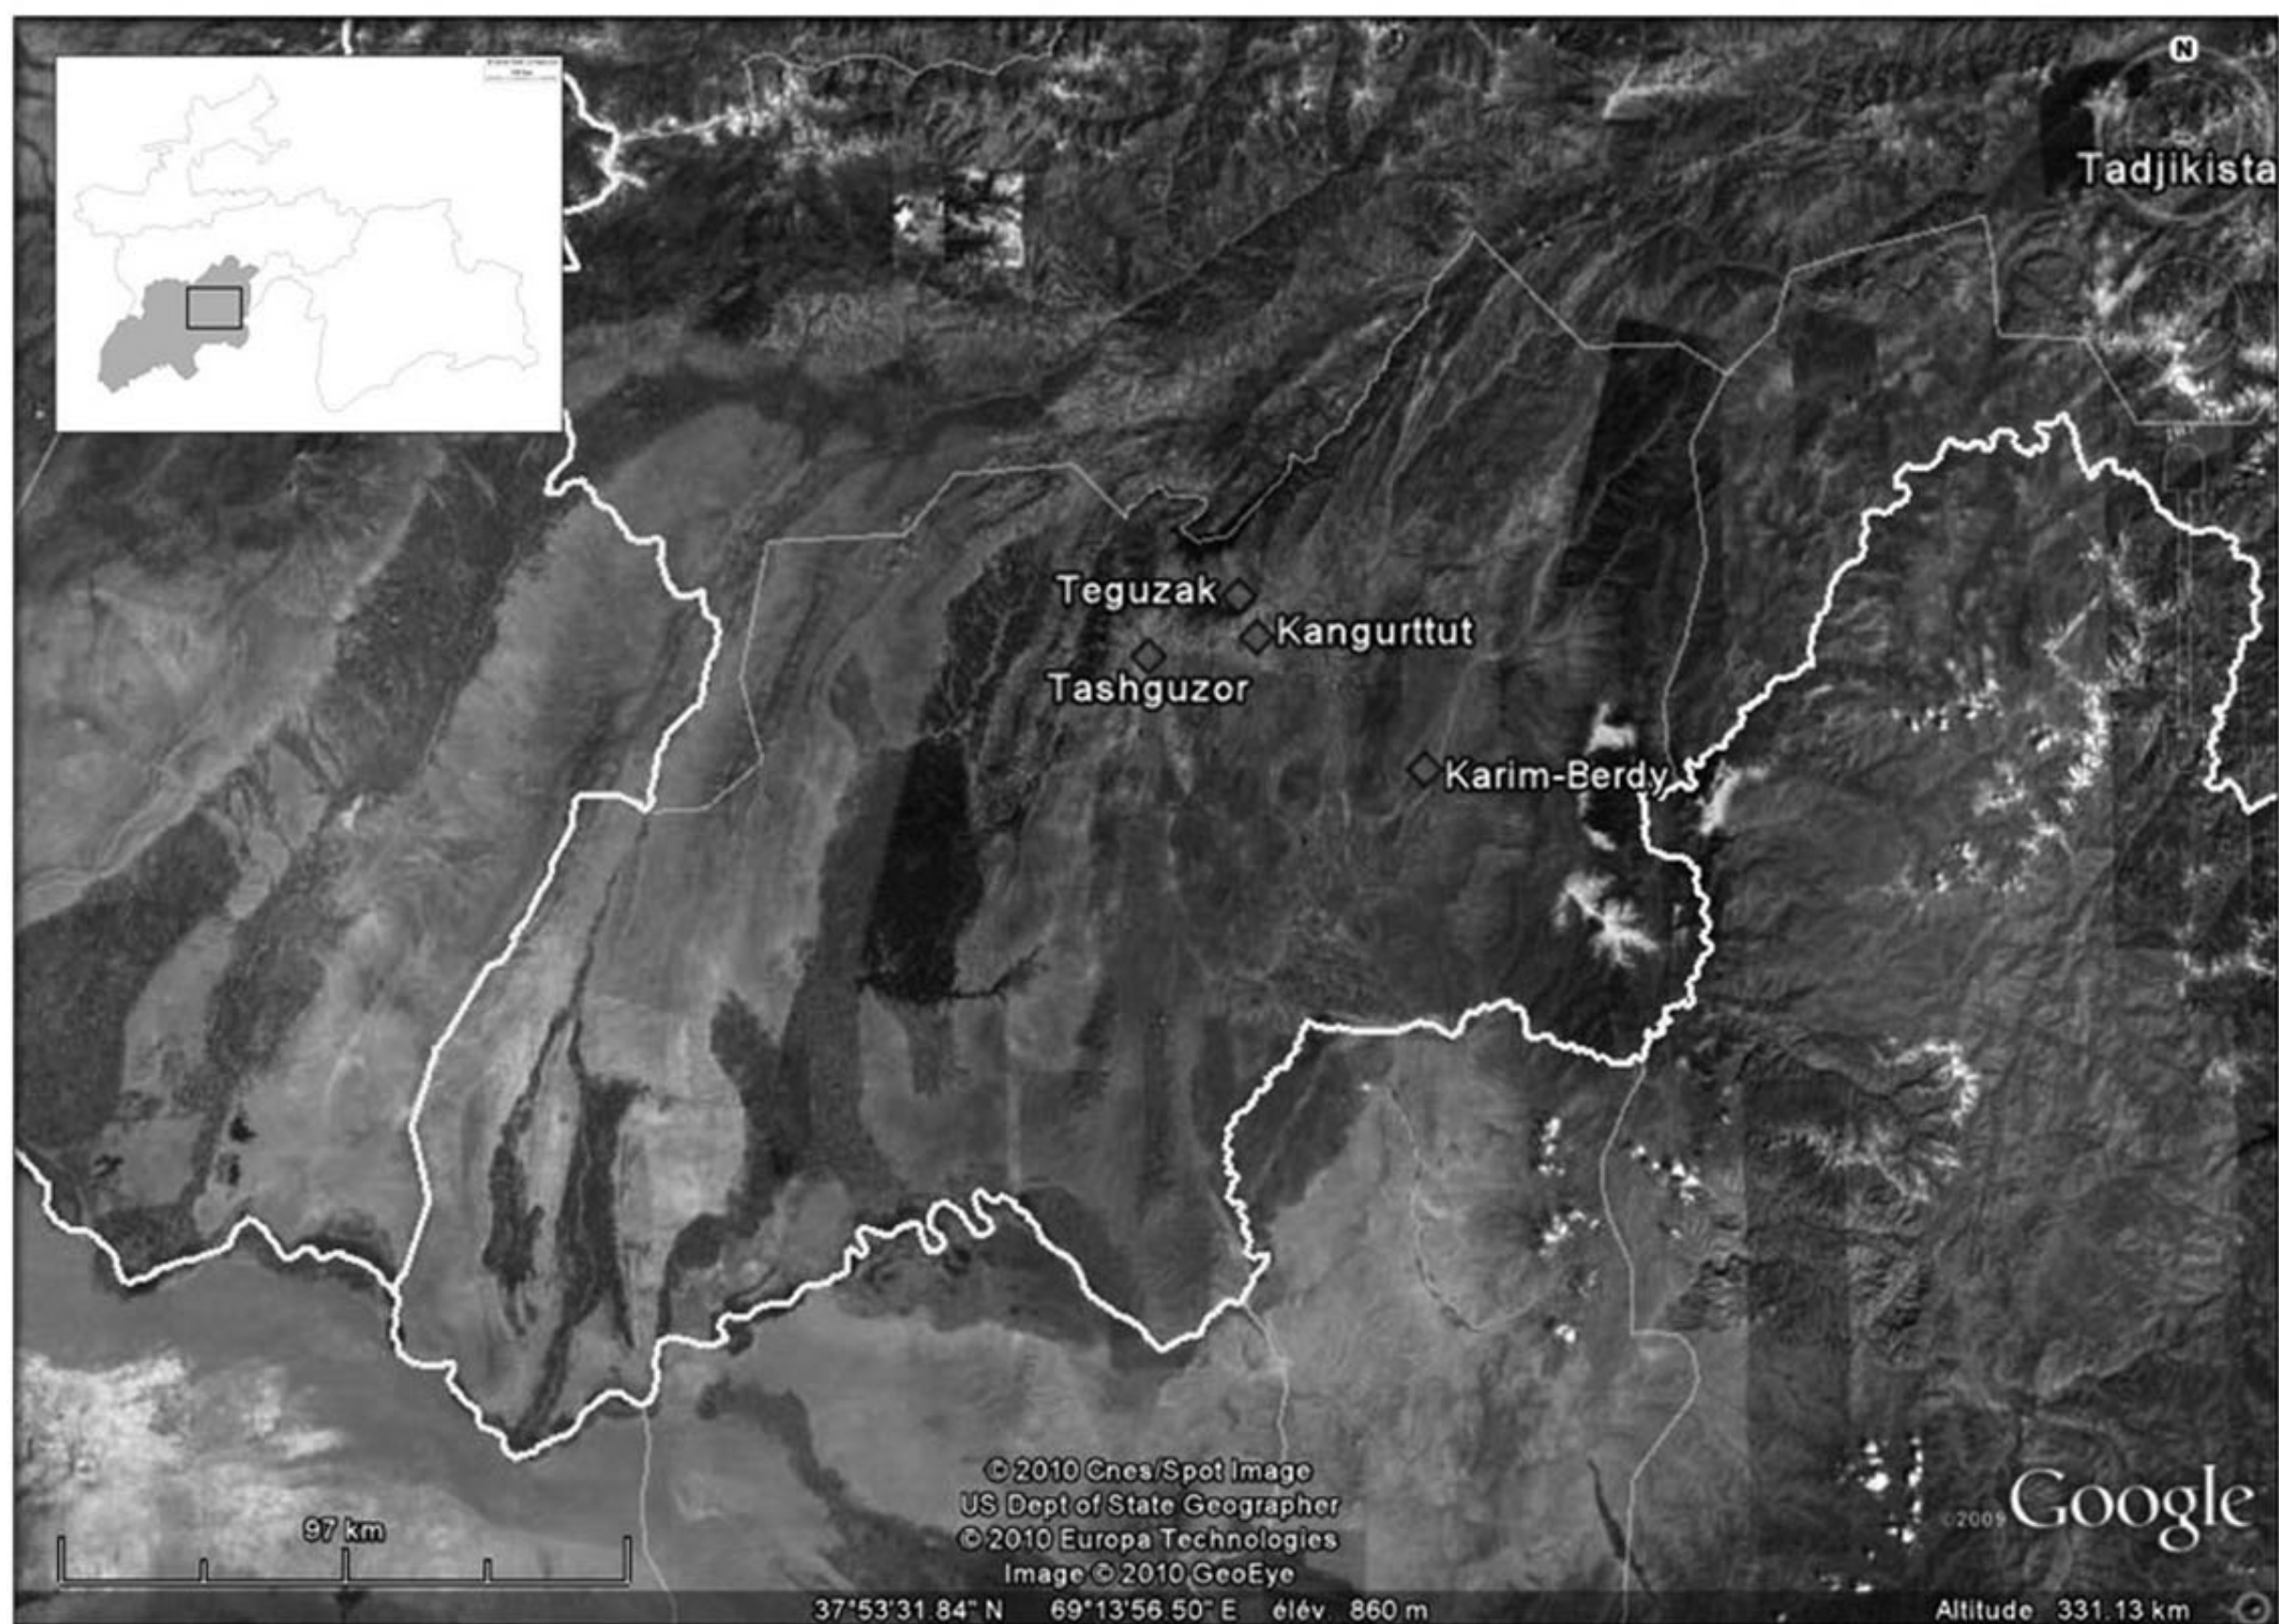 N
Tadjikista
Teguzak
Kangurttut
Tashguzor
Karim-Berdy
97 km
© 2010 Cnes/Spot Image
US Dept of State Geographer
© 2010 Europa Technologies
Image © 2010 GeoEye
©2009 Google
37°53'31.84" N 69°13'56.50" E élév. 860 m
Altitude 331.13 km